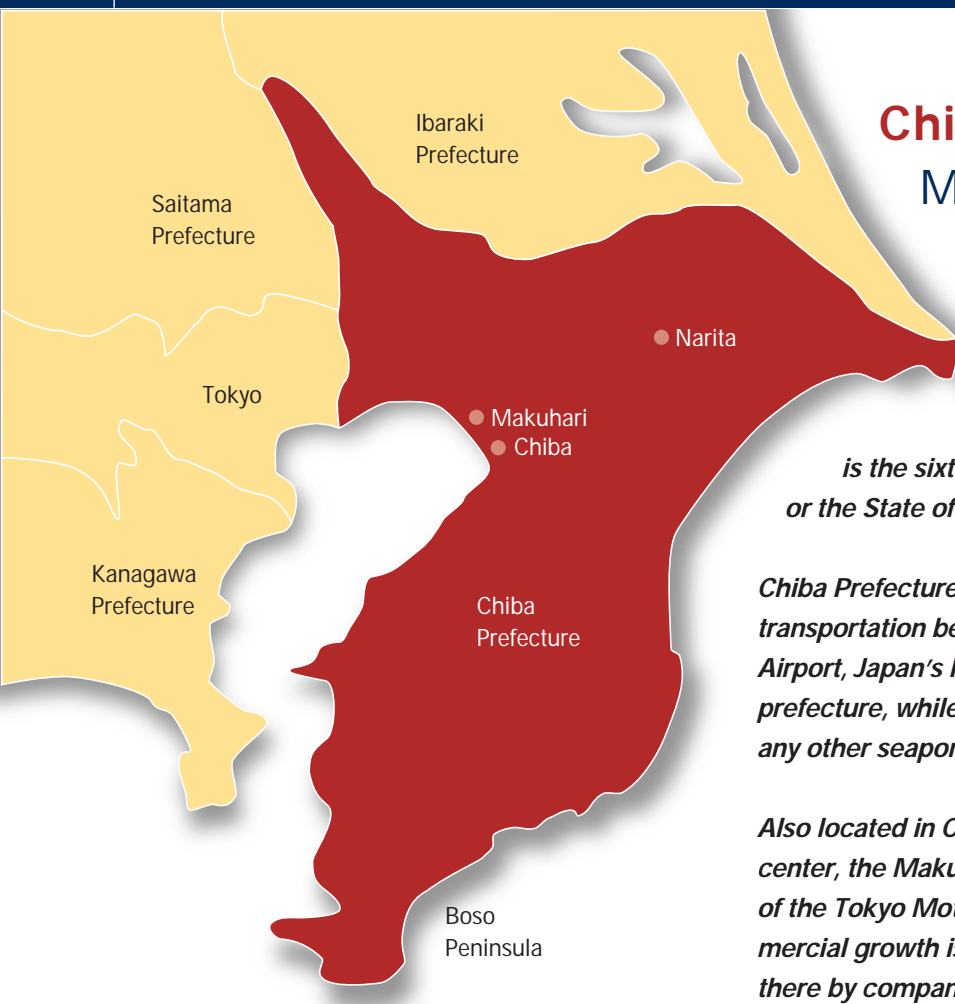 Ibaraki
Prefecture
Saitama
Prefecture
Narita
Tokyo
Makuhari
Chiba
Kanagawa
Prefecture
Chiba
Prefecture
Boso
Peninsula
Chi
M
is the sixt
or the State of
Chiba Prefecture
transportation be
Airport, Japan's
prefecture, while
any other seapor
Also located in
center, the Maku
of the Tokyo Mot
mercial growth is
there by compan